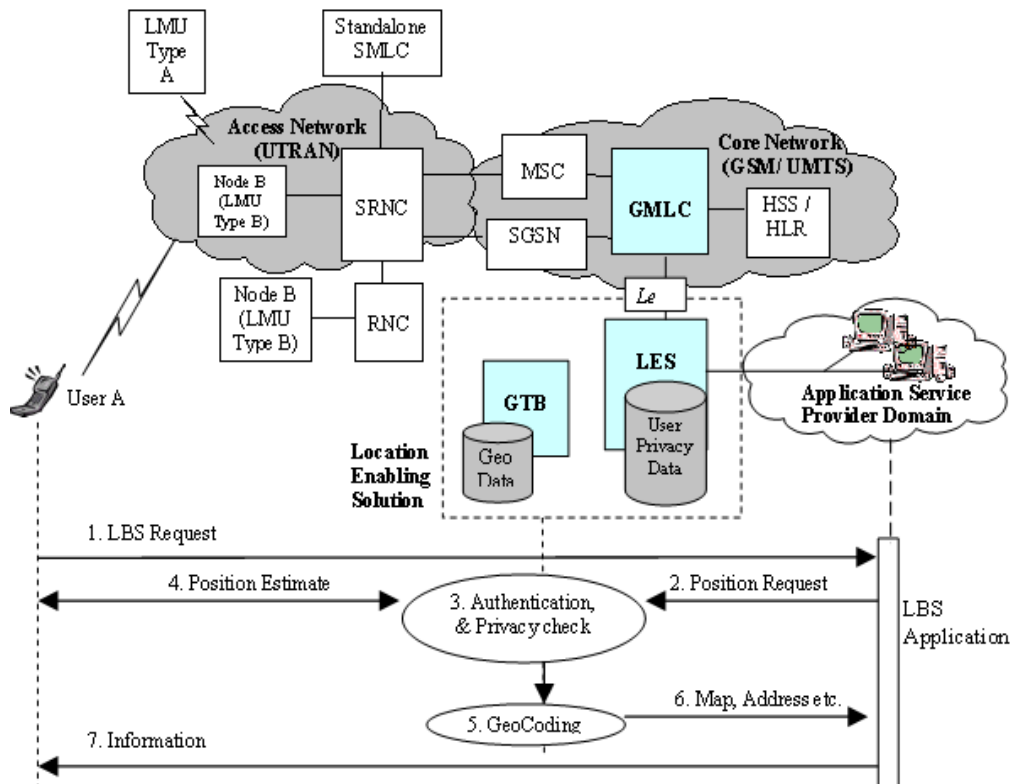 LMU
Type
A
Standalone
SMLC
Access Network
(UTRAN)
Core Network
(GSM/ UMTS)
MSC
Node B
(LMU
Type B)
SRNC
GMLC
HSS /
HLR
SGSN
Node B
(LMU
Type B)
RNC
Le
LES
GTB
User A
Application Service
Provider Domain
User
Privacy
Data
Geo
Data
Location
Enabling
Solution
1. LBS Request
4. Position Estimate
2. Position Request
3. Authentication,
& Privacy check
LBS
Application
6. Map, Address etc.
5. GeoCoding
7. Information